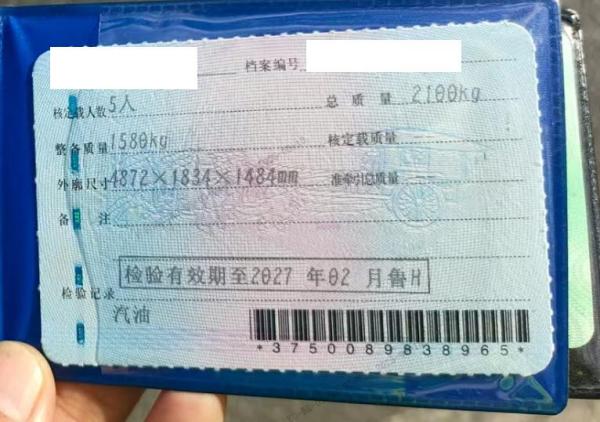 档案编号
核定载人数 5人 总质量 2100kg
整备质量 1580kg 核定载质量
外廓尺寸 4872×1834×1484mm 准牵引总质量
备注
检验有效期至2027 年02 月鲁H
检验记录
汽油
*3750089838965*